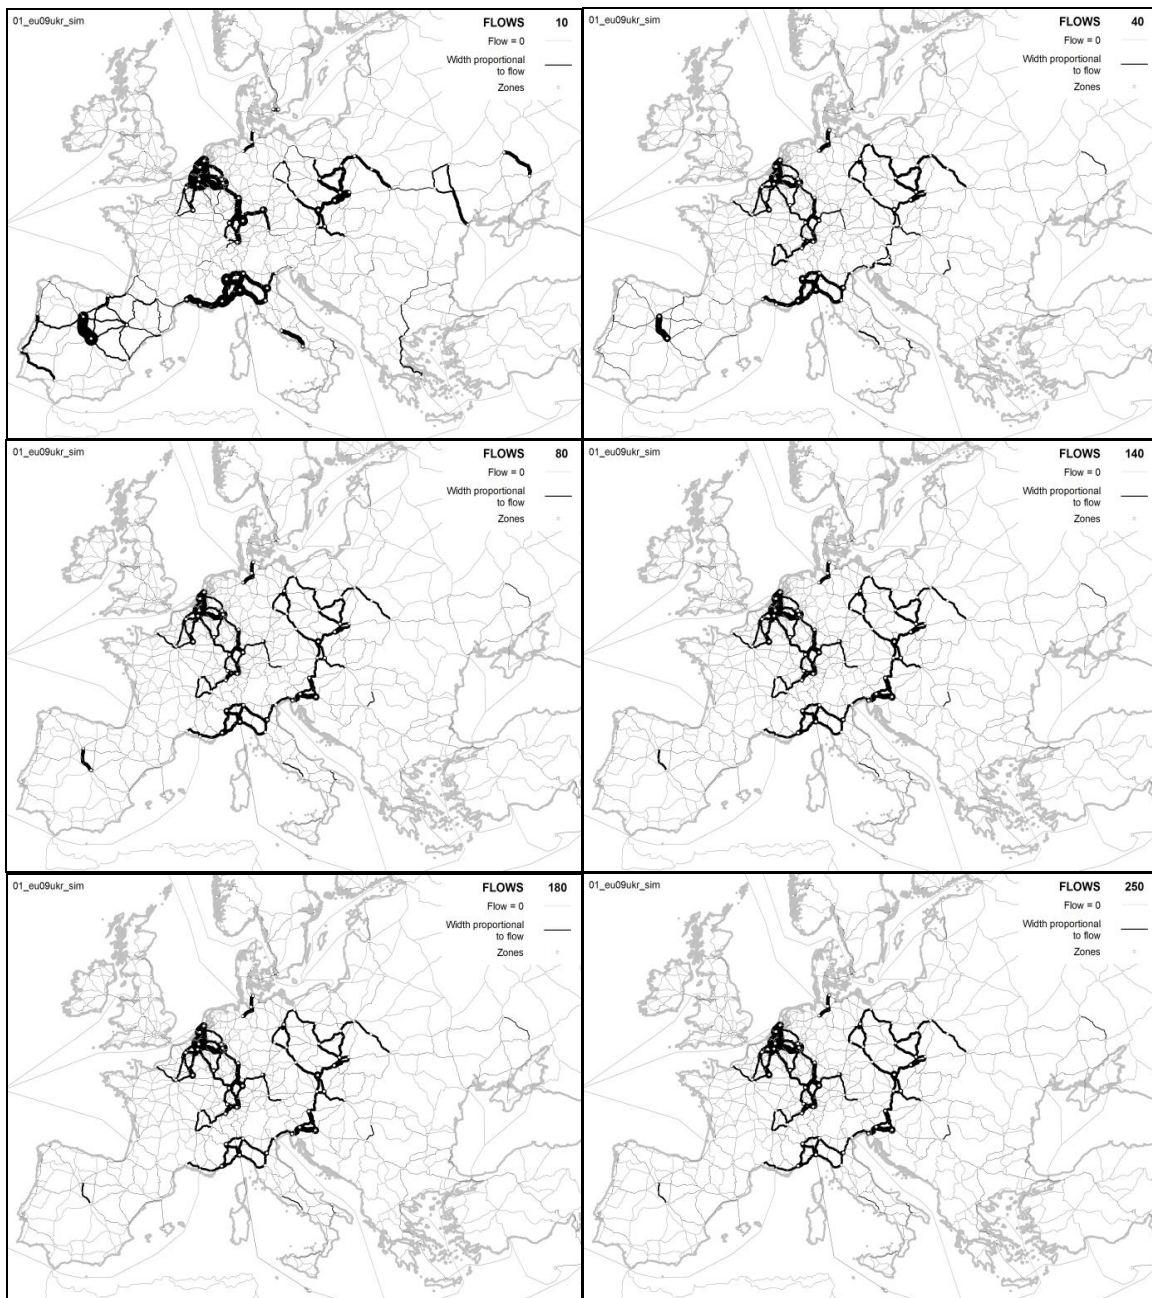 01_eu09ukr_sim
FLOWS 10
Flow = 0
Width proportional
to flow
Zones
01_eu09ukr_sim
FLOWS 40
Flow = 0
Width proportional
to flow
Zones
01_eu09ukr_sim
FLOWS 80
Flow = 0
Width proportional
to flow
Zones
01_eu09ukr_sim
FLOWS 140
Flow = 0
Width proportional
to flow
Zones
01_eu09ukr_sim
FLOWS 180
Flow = 0
Width proportional
to flow
Zones
01_eu09ukr_sim
FLOWS 250
Flow = 0
Width proportional
to flow
Zones